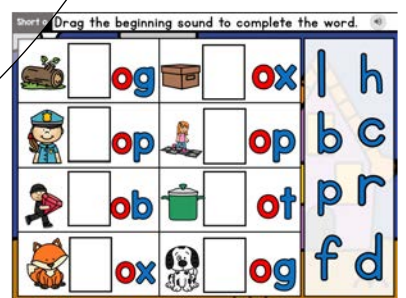 Short o Drag the beginning sound to complete the word.
og ox
op op
ob ot
ox og
l h
b c
p r
f d